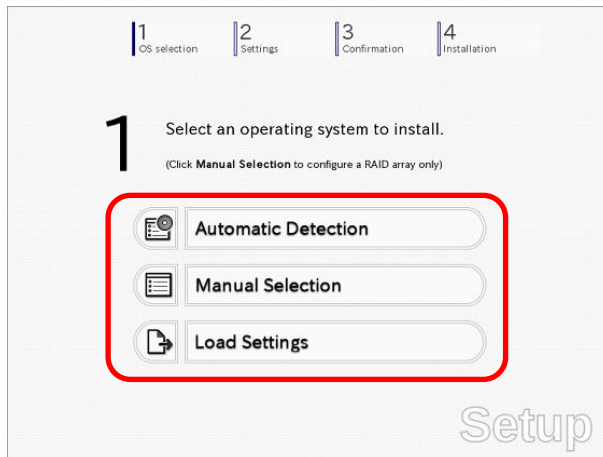 1
OS selection
2
Settings
3
Confirmation
4
Installation
1
Select an operating system to install.
(Click Manual Selection to configure a RAID array only)
Automatic Detection
Manual Selection
Load Settings
Setup